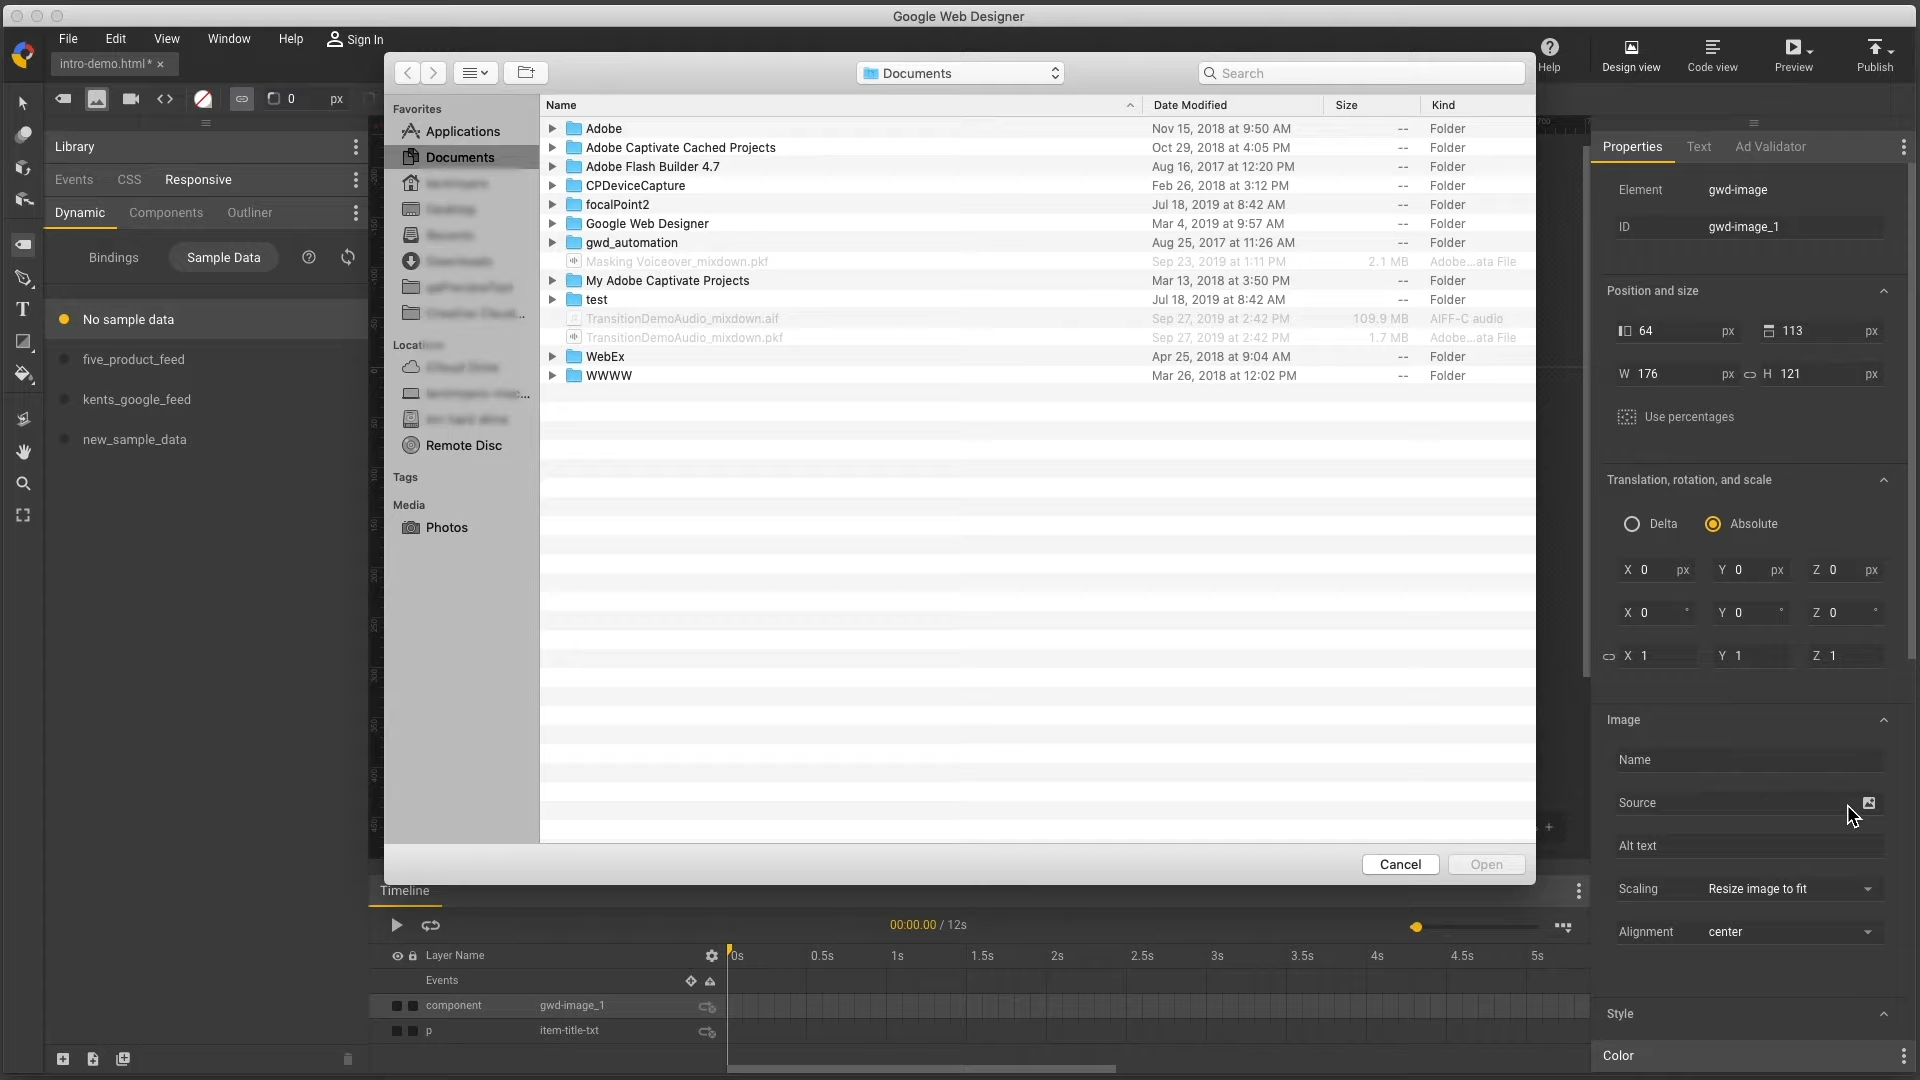 Google Web Designer
File Edit View Window Help Sign In
intro-demo.html* ×
Help Design view Code view Preview Publish
0 px
Library
Events CSS Responsive
Dynamic Components Outliner
Bindings Sample Data
No sample data
five_product_feed
kents_google_feed
new_sample_data
Documents
Search
Favorites
Applications
Documents
Desktop
Recents
Downloads
Creative Cloud...
Locations
iCloud Drive
Remote Disc
Tags
Media
Photos
Name Date Modified Size Kind
Adobe Nov 15, 2018 at 9:50 AM -- Folder
Adobe Captivate Cached Projects Oct 29, 2018 at 4:05 PM -- Folder
Adobe Flash Builder 4.7 Aug 16, 2017 at 12:20 PM -- Folder
CPDeviceCapture Feb 26, 2018 at 3:12 PM -- Folder
focalPoint2 Jul 18, 2019 at 8:42 AM -- Folder
Google Web Designer Mar 4, 2019 at 9:57 AM -- Folder
gwd_automation Aug 25, 2017 at 11:26 AM -- Folder
Masking Voiceover_mixdown.pkf Sep 23, 2019 at 1:11 PM 2.1 MB Adobe...ata File
My Adobe Captivate Projects Mar 13, 2018 at 3:50 PM -- Folder
test Jul 18, 2019 at 8:42 AM -- Folder
TransitionDemoAudio_mixdown.aif Sep 27, 2019 at 2:42 PM 109.9 MB AIFF-C audio
TransitionDemoAudio_mixdown.pkf Sep 27, 2019 at 2:42 PM 1.7 MB Adobe...ata File
WebEx Apr 25, 2018 at 9:04 AM -- Folder
WWWW Mar 26, 2018 at 12:02 PM -- Folder
Cancel Open
Properties Text Ad Validator
Element gwd-image
ID gwd-image_1
Position and size
64 px 113 px
W 176 px H 121 px
Use percentages
Translation, rotation, and scale
Delta Absolute
X 0 px Y 0 px Z 0 px
X 0 ° Y 0 ° Z 0 °
X 1 Y 1 Z 1
Image
Name
Source
Alt text
Scaling Resize image to fit
Alignment center
Style
Color
Timeline
00:00.00 / 12s
Layer Name 0s 0.5s 1s 1.5s 2s 2.5s 3s 3.5s 4s 4.5s 5s
Events
component gwd-image_1
p item-title-txt